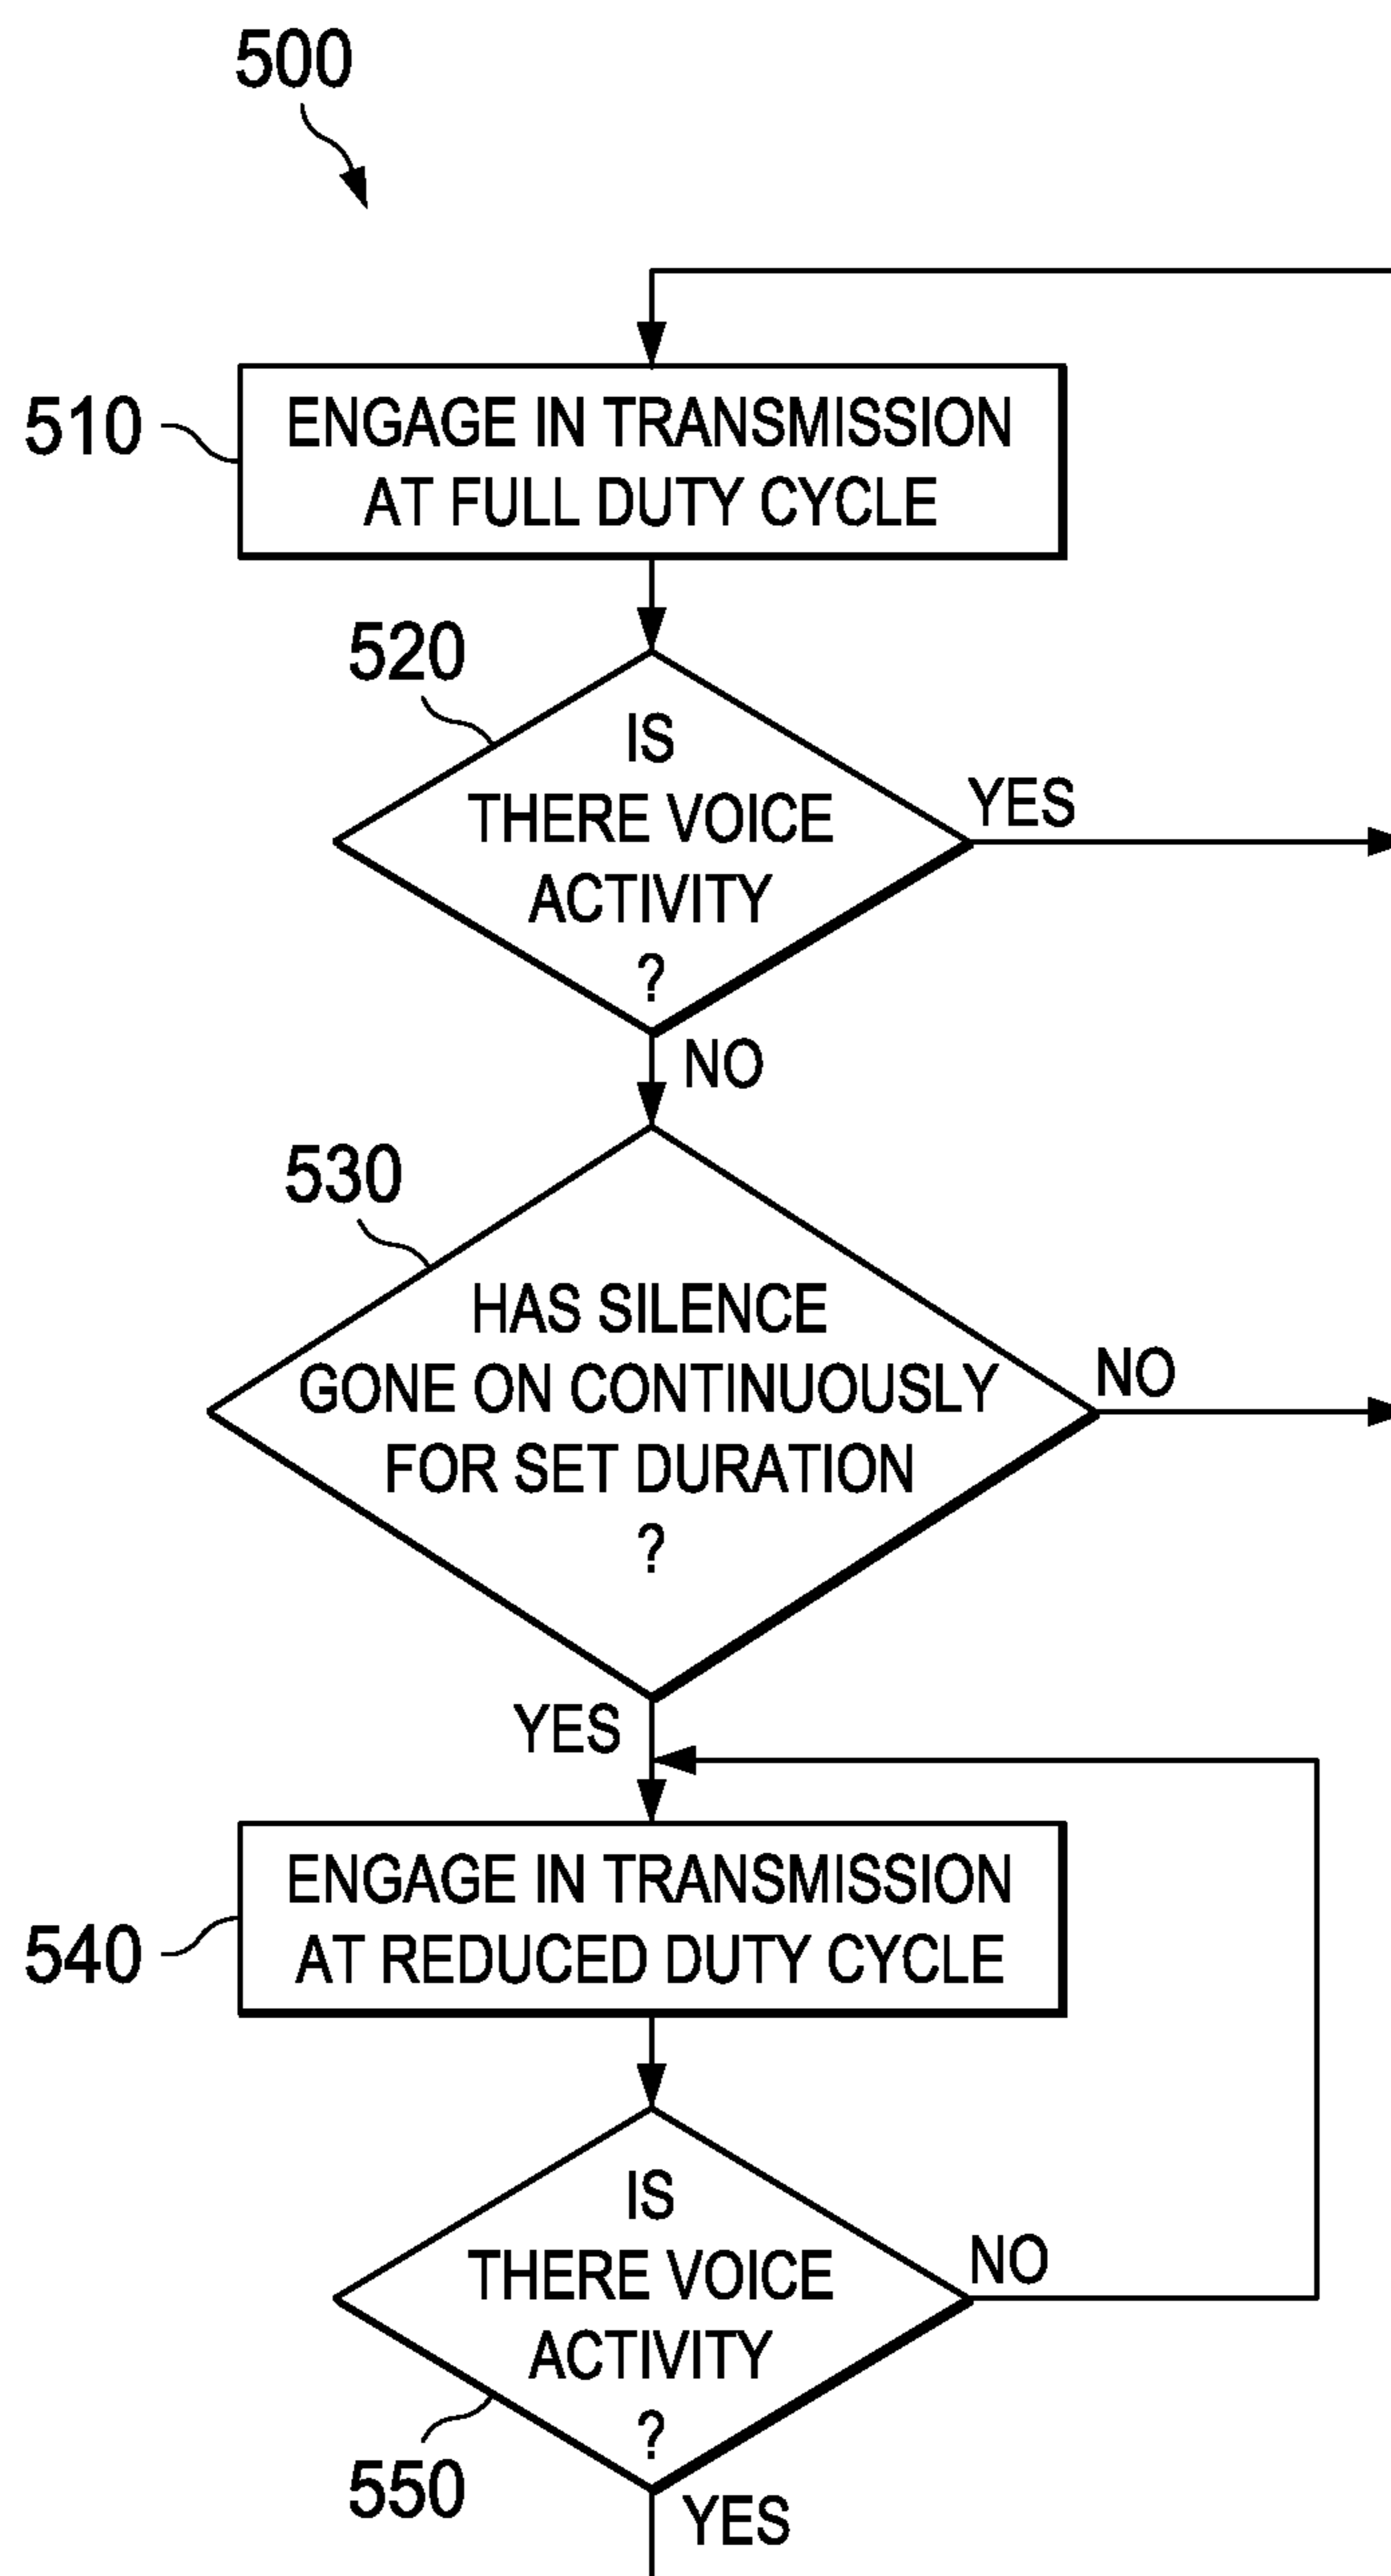 500
510
ENGAGE IN TRANSMISSION
AT FULL DUTY CYCLE
520
IS
THERE VOICE
ACTIVITY
?
YES
NO
530
HAS SILENCE
GONE ON CONTINUOUSLY
FOR SET DURATION
?
NO
YES
540
ENGAGE IN TRANSMISSION
AT REDUCED DUTY CYCLE
IS
THERE VOICE
ACTIVITY
?
NO
550
YES